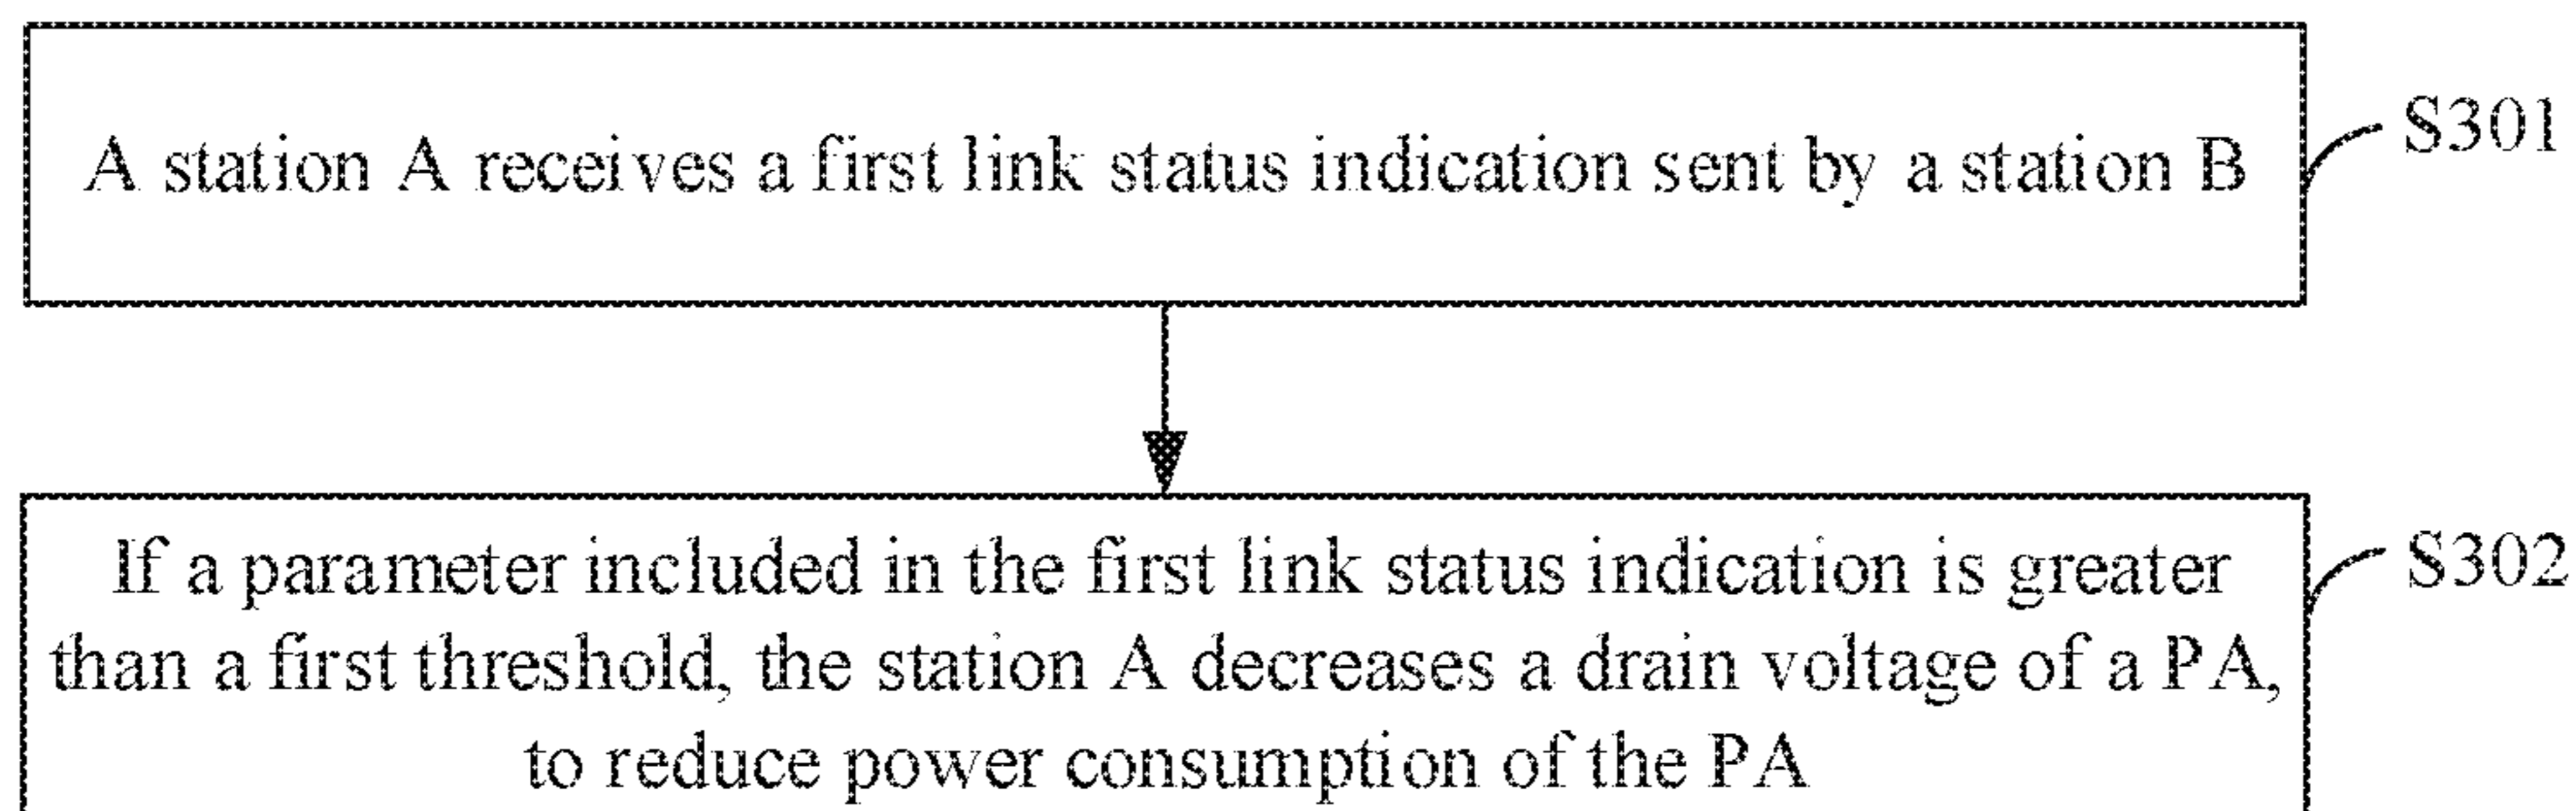 A station A receives a first link status indication sent by a station B
S301
If a parameter included in the first link status indication is greater
than a first threshold, the station A decreases a drain voltage of a PA,
to reduce power consumption of the PA
S302